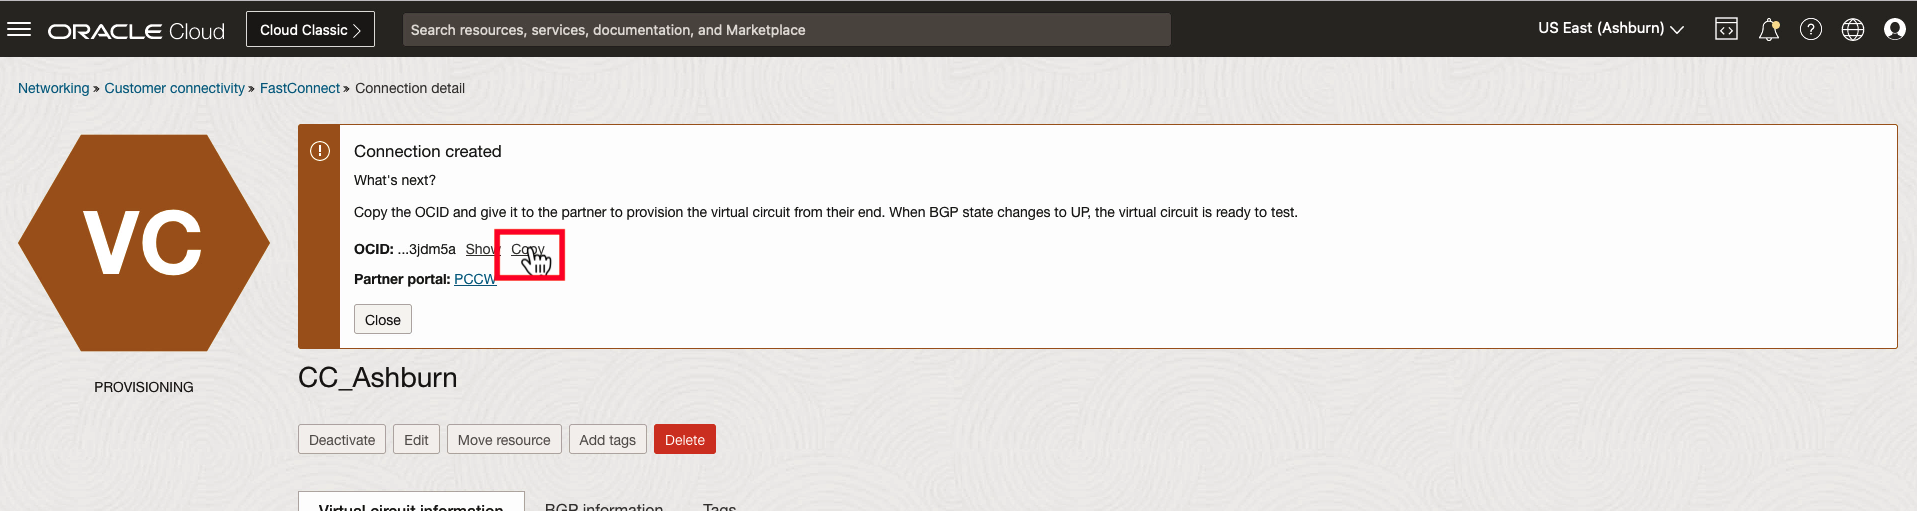 ORACLE Cloud Cloud Classic > Search resources, services, documentation, and Marketplace US East (Ashburn)
Networking » Customer connectivity » FastConnect » Connection detail
VC
PROVISIONING
Connection created
What's next?
Copy the OCID and give it to the partner to provision the virtual circuit from their end. When BGP state changes to UP, the virtual circuit is ready to test.
OCID: ...3jdm5a Show Copy
Partner portal: PCCW
Close
CC_Ashburn
Deactivate Edit Move resource Add tags Delete
Virtual circuit information BGP information Tags